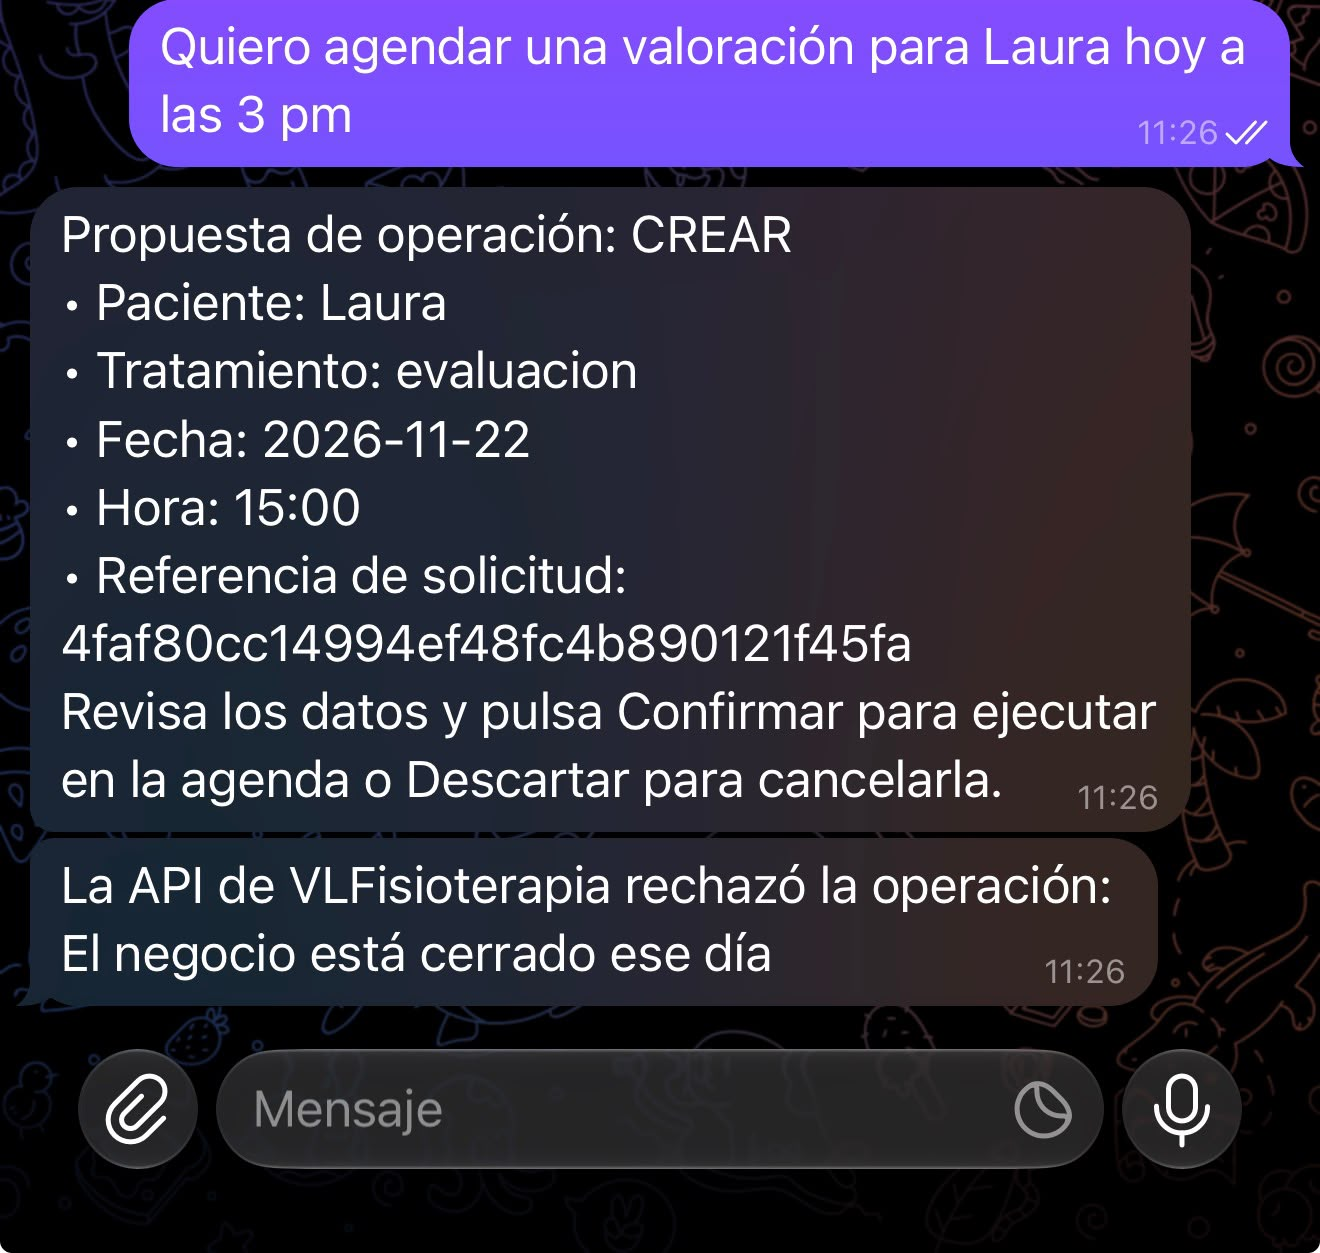 Quiero agendar una valoración para Laura hoy a
las 3 pm
11:26
Propuesta de operación: CREAR
• Paciente: Laura
• Tratamiento: evaluacion
• Fecha: 2026-11-22
• Hora: 15:00
• Referencia de solicitud:
4faf80cc14994ef48fc4b890121f45fa
Revisa los datos y pulsa Confirmar para ejecutar
en la agenda o Descartar para cancelarla.
11:26
La API de VLFisioterapia rechazó la operación:
El negocio está cerrado ese día
11:26
Mensaje